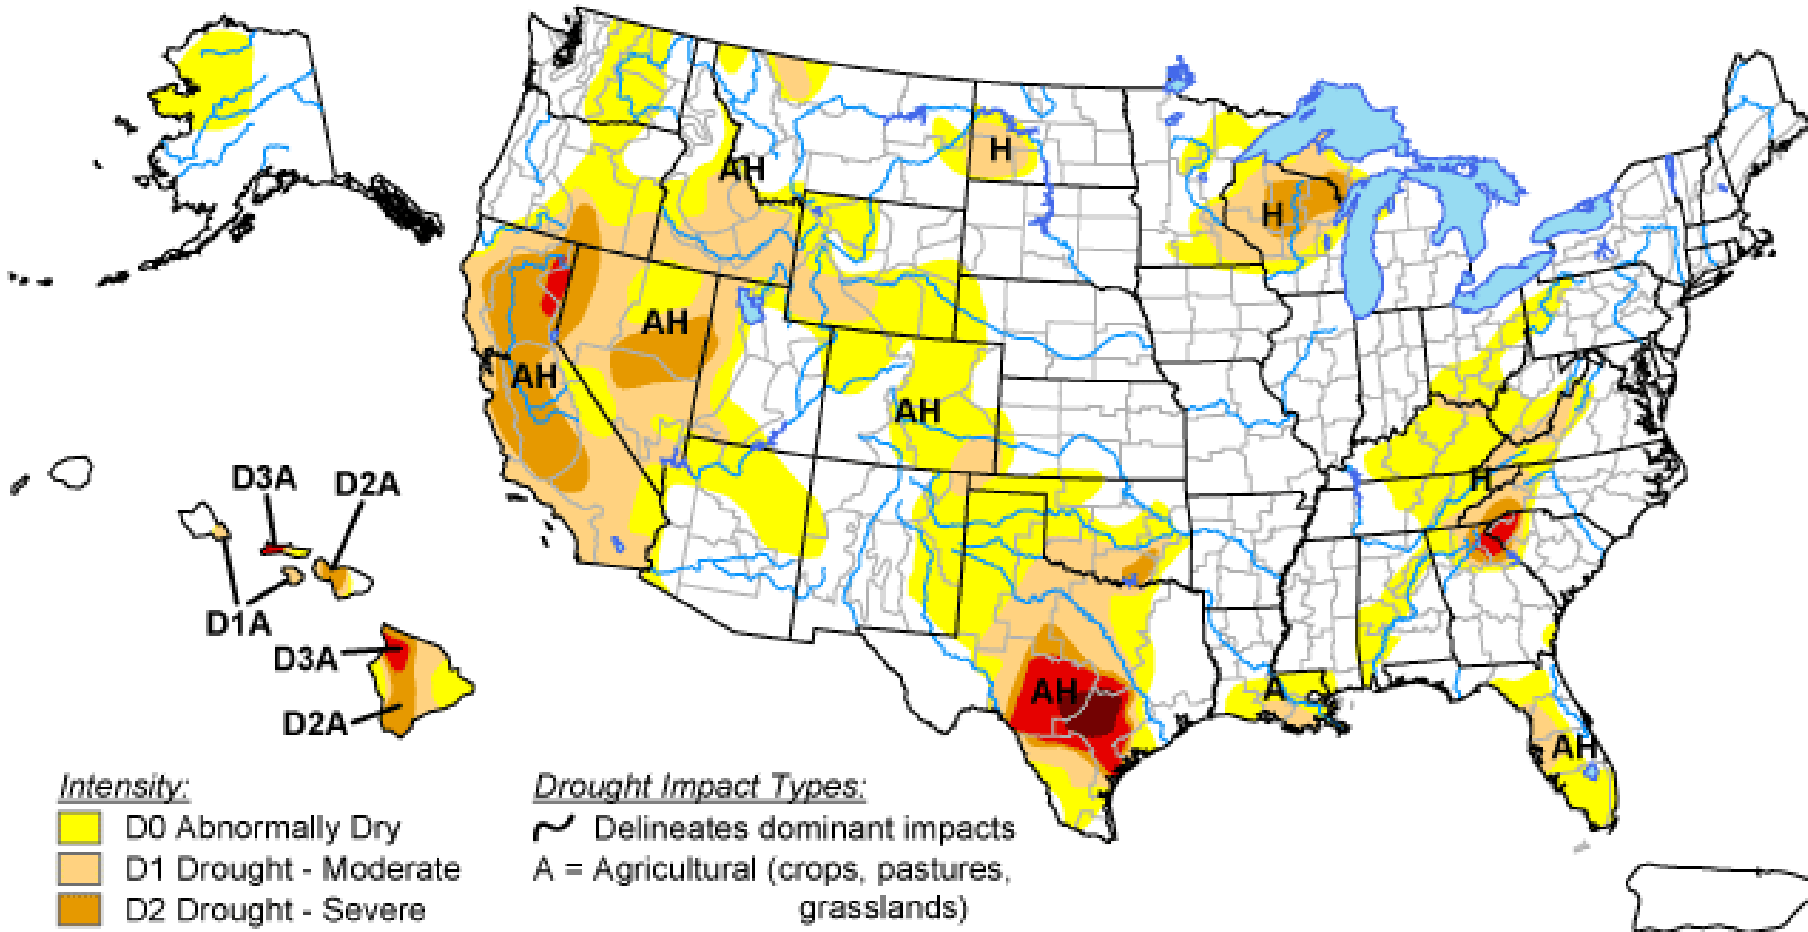 AH
H
H
AH
AH
AH
H
D3A
D2A
D1A
D3A
D2A
AH
A
AH
Intensity:
D0 Abnormally Dry
D1 Drought - Moderate
D2 Drought - Severe
Drought Impact Types:
Delineates dominant impacts
A = Agricultural (crops, pastures,
grasslands)